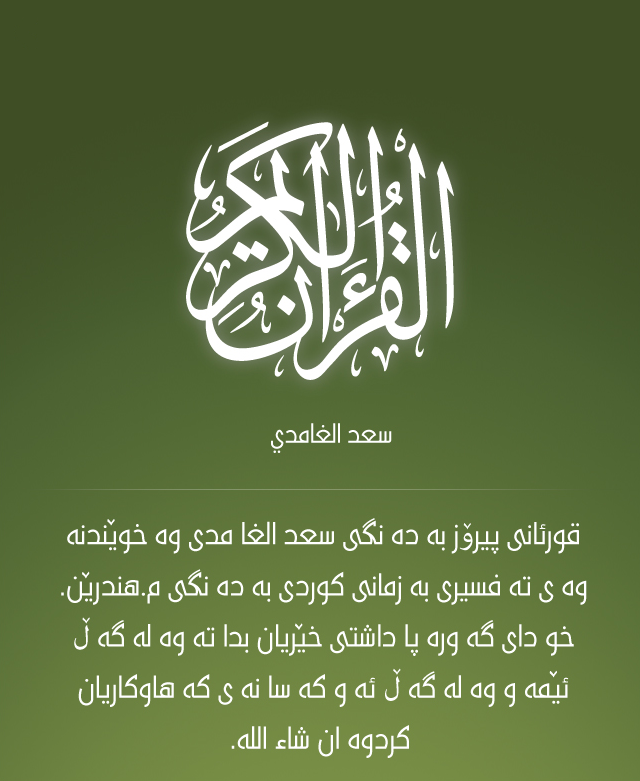 القرآن الكريم
سعد الغامدي
قورئانی پیرۆز به ده نگی سعد الغا مدی وه خوێندنه
وه ی ته فسیری به زمانی کوردی به ده نگی م.هندرێن.
خو دای گه وره پا داشتی خێریان بدا ته وه له گه ڵ
ئێمه و وه له گه ڵ ئه و که سا نه ی که هاوکاریان
کردوه ان شاء الله.